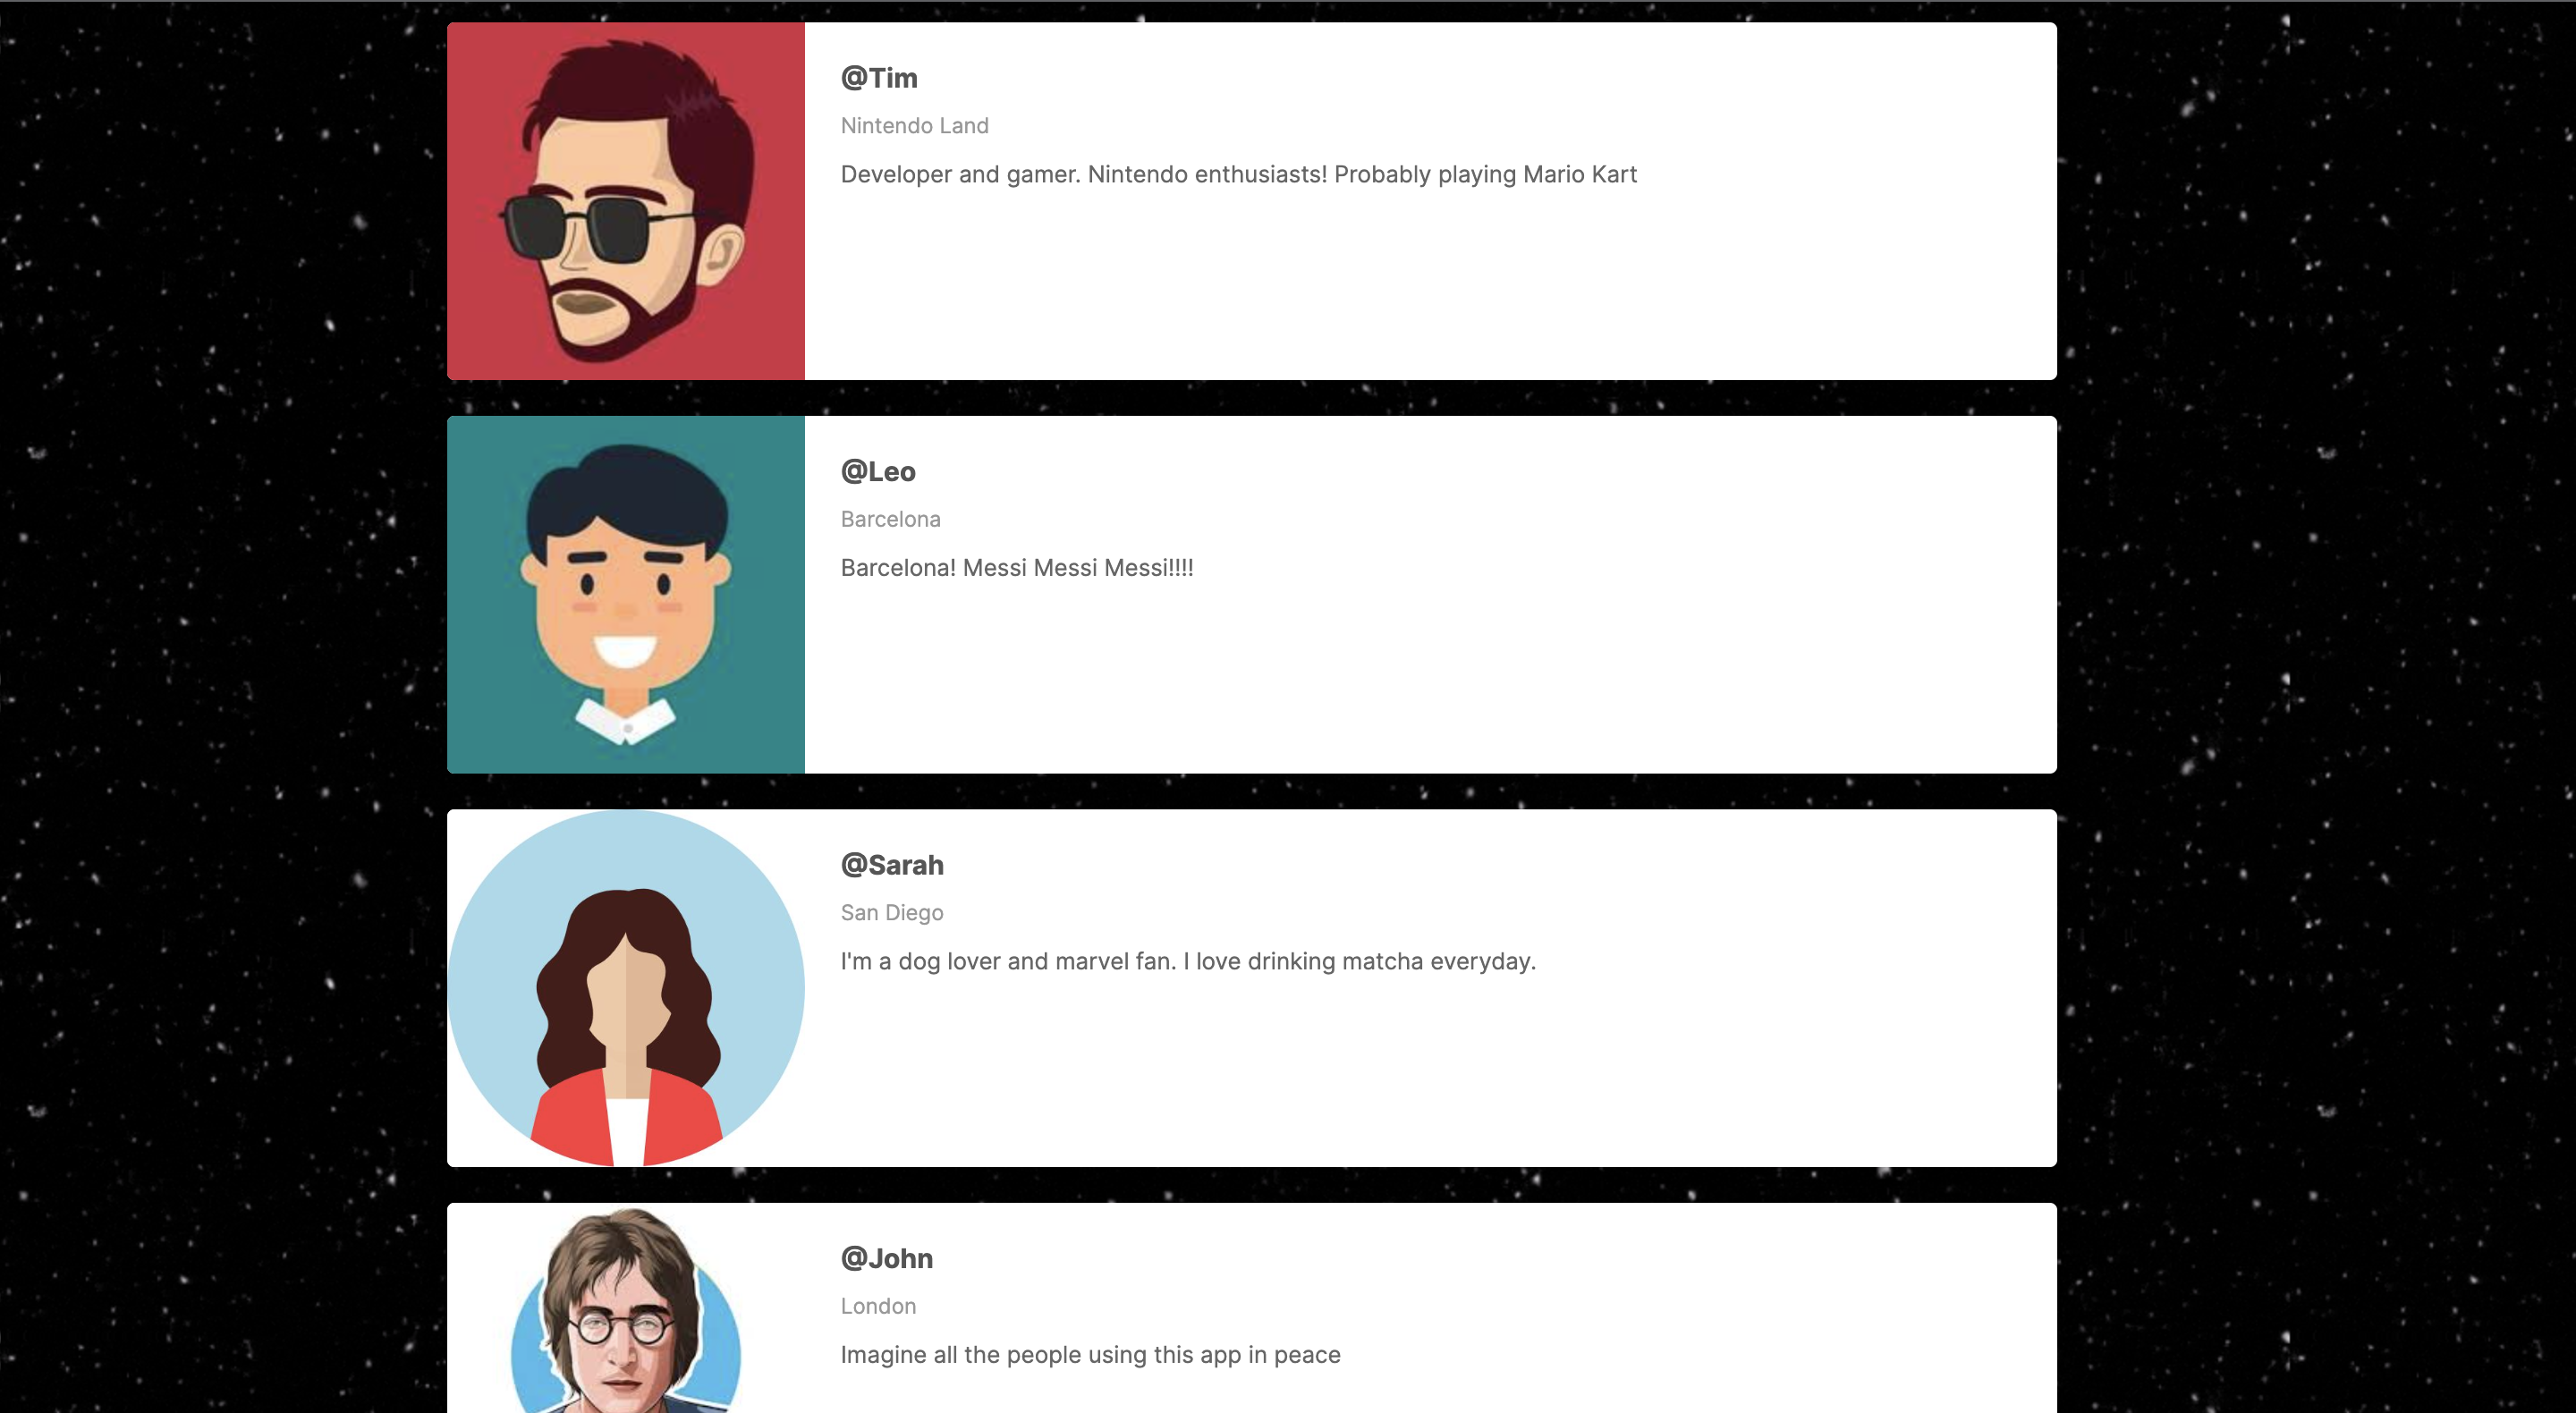 @Tim
Nintendo Land
Developer and gamer. Nintendo enthusiasts! Probably playing Mario Kart
@Leo
Barcelona
Barcelona! Messi Messi Messi!!!!
@Sarah
San Diego
I'm a dog lover and marvel fan. I love drinking matcha everyday.
@John
London
Imagine all the people using this app in peace